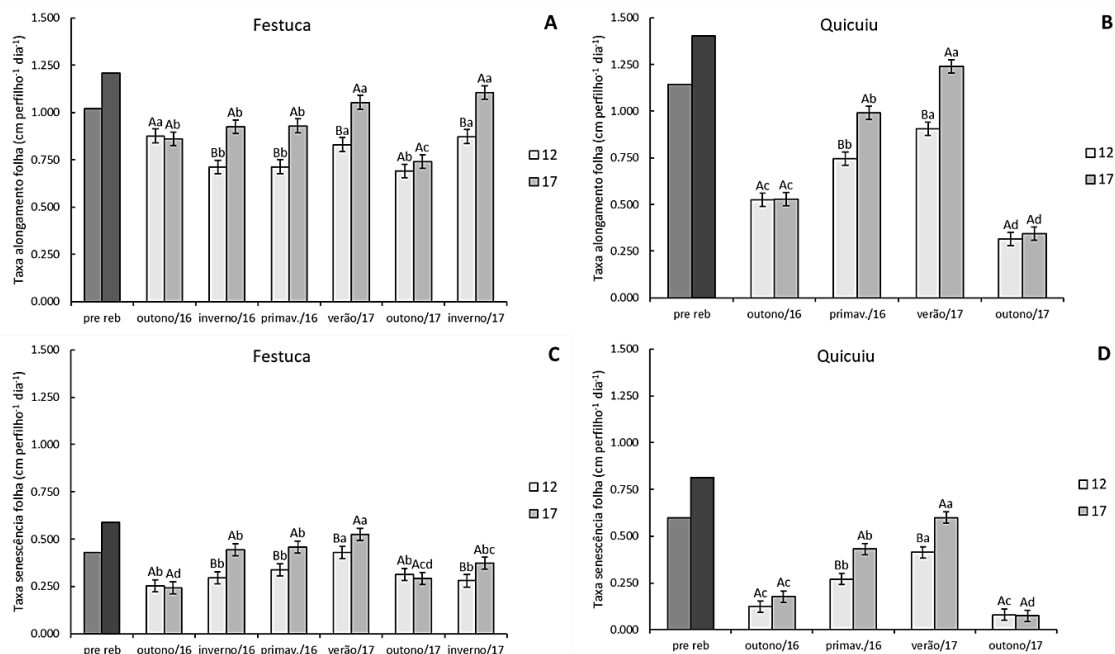 Festuca
A
Taxa alongamento folha (cm perfilho⁻¹ dia⁻¹)
1.500
1.250
1.000
0.750
0.500
0.250
0.000
Aa Ab
Bb Ab
Bb Ab
Ba Aa
Ab Ac
Ba Aa
12
17
pre reb outono/16 inverno/16 primav./16 verão/17 outono/17 inverno/17
Quicuiu
B
Taxa alongamento folha (cm perfilho⁻¹ dia⁻¹)
1.500
1.250
1.000
0.750
0.500
0.250
0.000
Ac Ac
Bb Ab
Ba Aa
Ad Ad
12
17
pre reb outono/16 primav./16 verão/17 outono/17
Festuca
C
Taxa senescência folha (cm perfilho⁻¹ dia⁻¹)
1.500
1.250
1.000
0.750
0.500
0.250
0.000
Ab Ad
Bb Ab
Bb Ab
Ba Aa
Ab Acd
Bb Abc
12
17
pre reb outono/16 inverno/16 primav./16 verão/17 outono/17 inverno/17
Quicuiu
D
Taxa senescência folha (cm perfilho⁻¹ dia⁻¹)
1.500
1.250
1.000
0.750
0.500
0.250
0.000
Ac Ac
Bb Ab
Ba Aa
Ac Ad
12
17
pre reb outono/16 primav./16 verão/17 outono/17